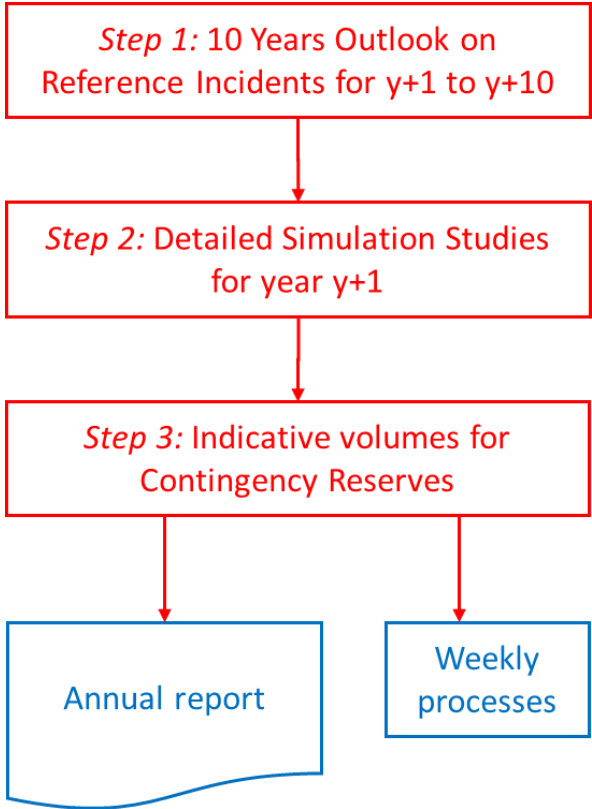 Step 1: 10 Years Outlook on
Reference Incidents for y+1 to y+10
Step 2: Detailed Simulation Studies
for year y+1
Step 3: Indicative volumes for
Contingency Reserves
Annual report
Weekly
processes